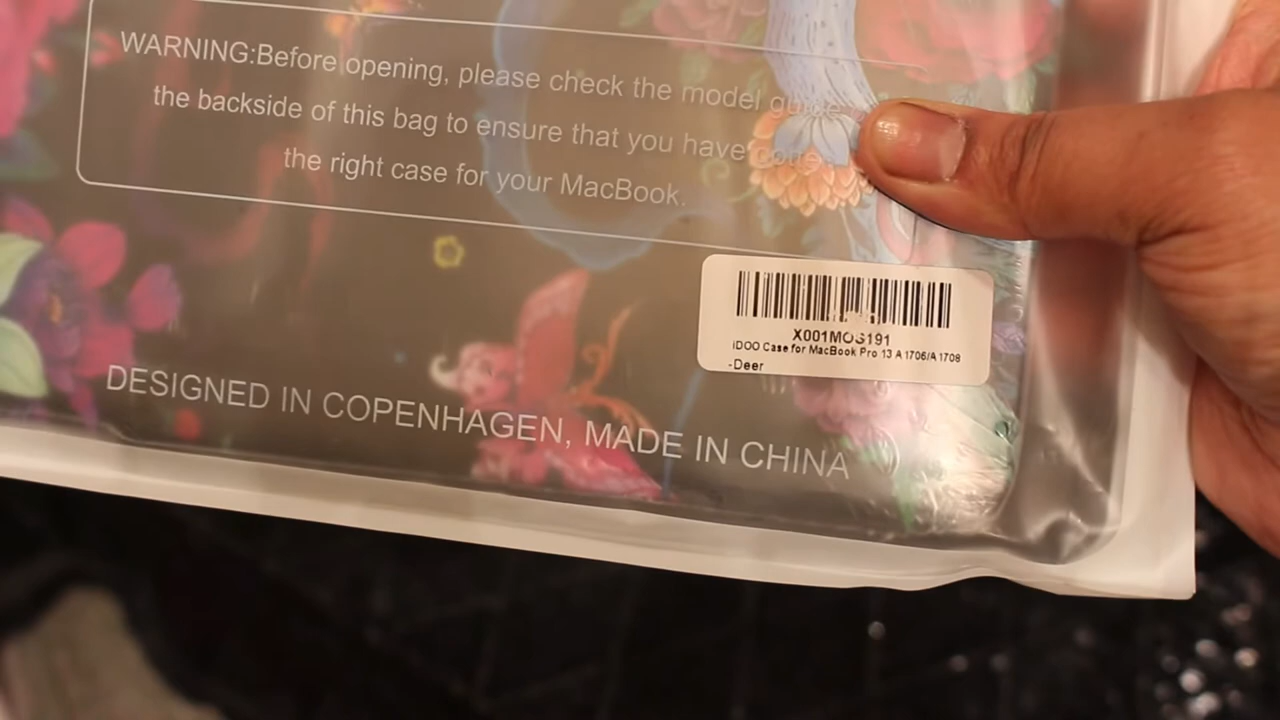 WARNING:Before opening, please check the model guide
the backside of this bag to ensure that you have
the right case for your MacBook.
X001MOS191
iDOO Case for MacBook Pro 13 A 1706/A 1708
-Deer
DESIGNED IN COPENHAGEN, MADE IN CHINA